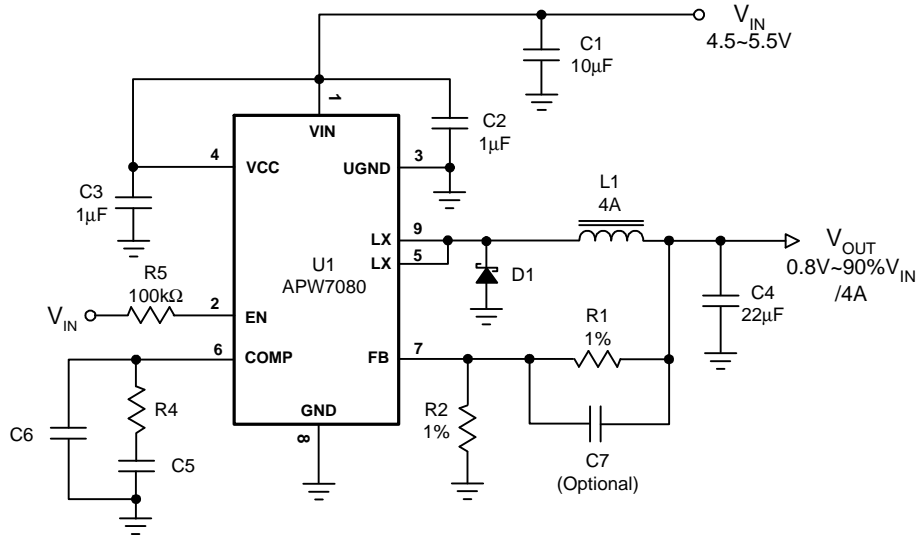 V_IN
4.5~5.5V
C1
10μF
1
VIN
C2
1μF
4
VCC
UGND
3
C3
1μF
L1
4A
LX
9
LX
5
U1
APW7080
D1
V_OUT
0.8V~90%V_IN
/4A
C4
22μF
R5
100kΩ
V_IN
2
EN
R1
1%
6
COMP
FB
7
R4
C6
R2
1%
GND
8
C5
C7
(Optional)